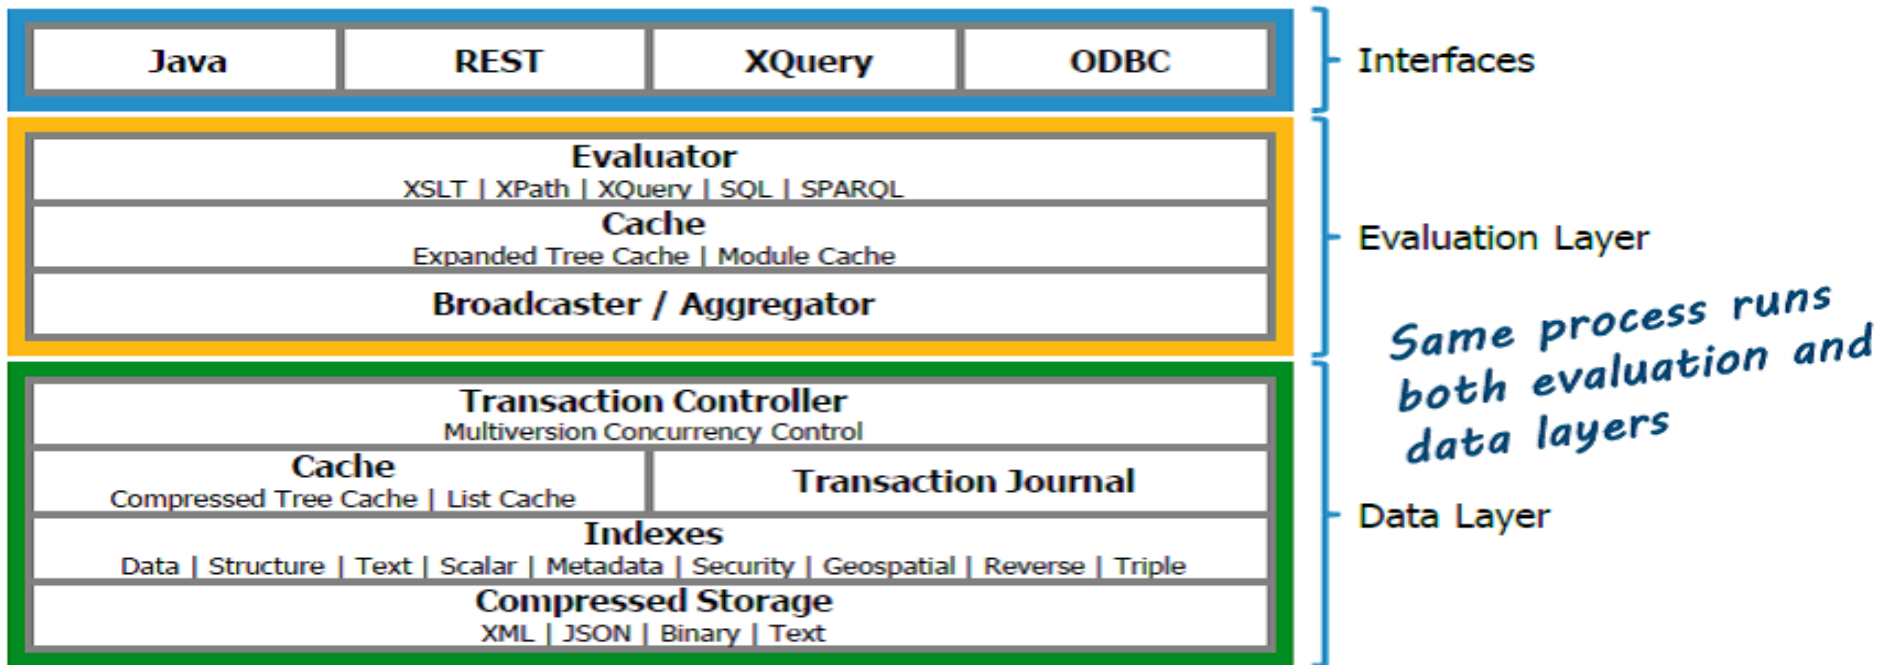 Java REST XQuery ODBC
Interfaces
Evaluator
XSLT | XPath | XQuery | SQL | SPARQL
Cache
Expanded Tree Cache | Module Cache
Broadcaster / Aggregator
Evaluation Layer
Same process runs
both evaluation and
data layers
Transaction Controller
Multiversion Concurrency Control
Cache
Compressed Tree Cache | List Cache
Transaction Journal
Indexes
Data | Structure | Text | Scalar | Metadata | Security | Geospatial | Reverse | Triple
Compressed Storage
XML | JSON | Binary | Text
Data Layer